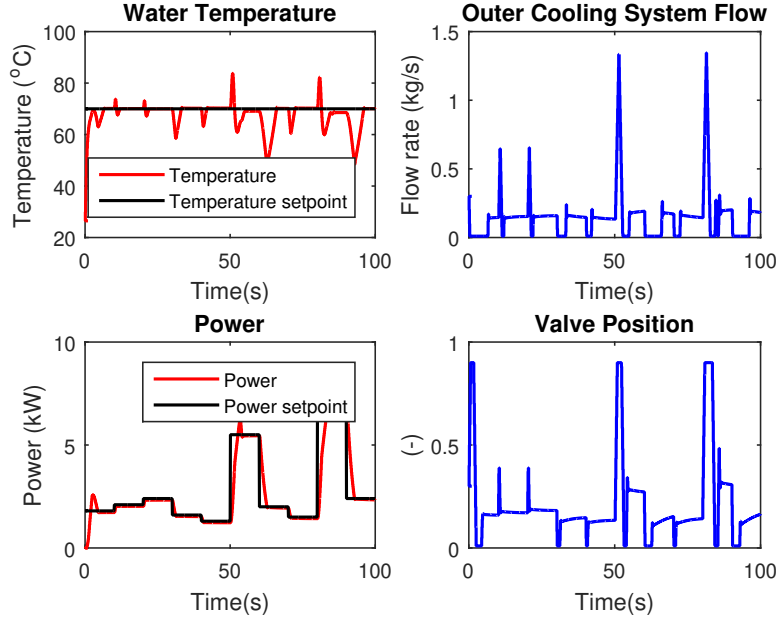 Water Temperature
Temperature (°C)
100
80
60
40
20
Temperature
Temperature setpoint
0
50
100
Time(s)
Outer Cooling System Flow
Flow rate (kg/s)
1.5
1
0.5
0
0
50
100
Time(s)
Power
Power (kW)
10
5
0
Power
Power setpoint
0
50
100
Time(s)
Valve Position
(-)
1
0.5
0
0
50
100
Time(s)